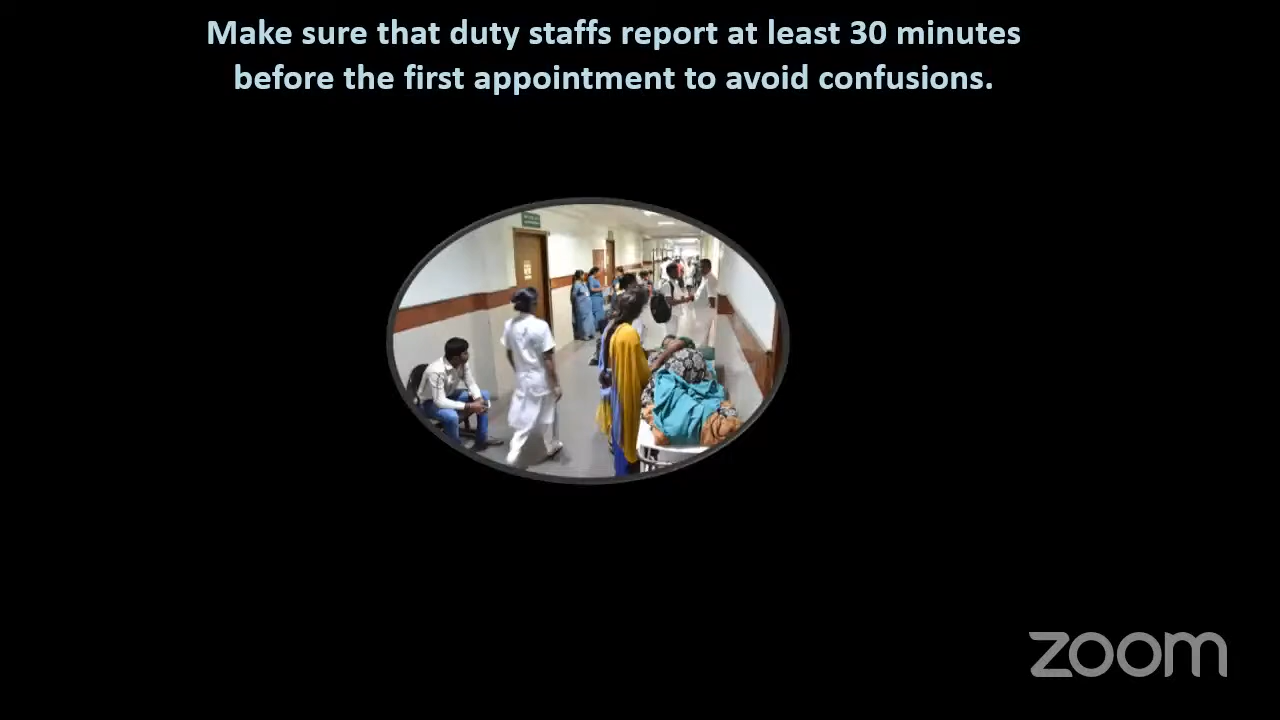 Make sure that duty staffs report at least 30 minutes
before the first appointment to avoid confusions.
zoom